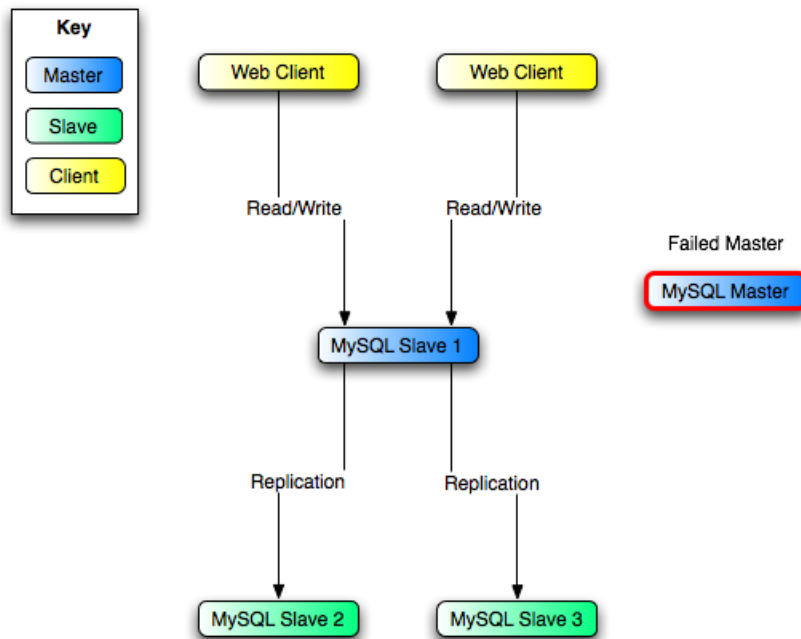 Key
Master
Slave
Client
Web Client
Web Client
Read/Write
Read/Write
Failed Master
MySQL Master
MySQL Slave 1
Replication
Replication
MySQL Slave 2
MySQL Slave 3